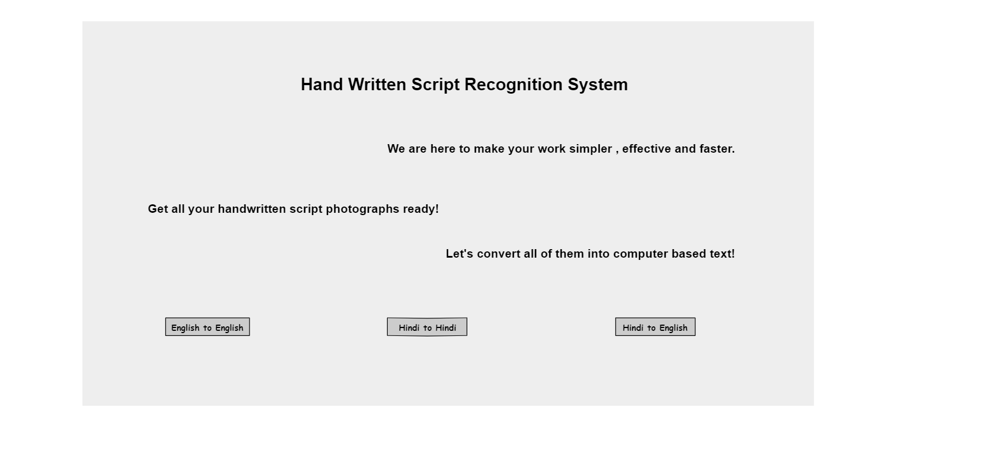 Hand Written Script Recognition System
We are here to make your work simpler , effective and faster.
Get all your handwritten script photographs ready!
Let's convert all of them into computer based text!
English to English
Hindi to Hindi
Hindi to English